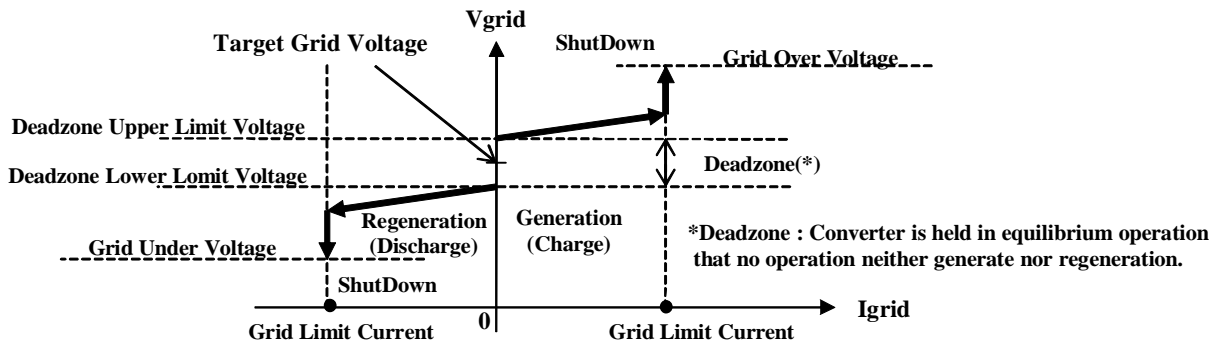 Vgrid
Target Grid Voltage
ShutDown
Grid Over Voltage
Deadzone Upper Limit Voltage
Deadzone(*)
Deadzone Lower Lomit Voltage
Regeneration
(Discharge)
Generation
(Charge)
*Deadzone : Converter is held in equilibrium operation
that no operation neither generate nor regeneration.
Grid Under Voltage
ShutDown
Igrid
0
Grid Limit Current
Grid Limit Current